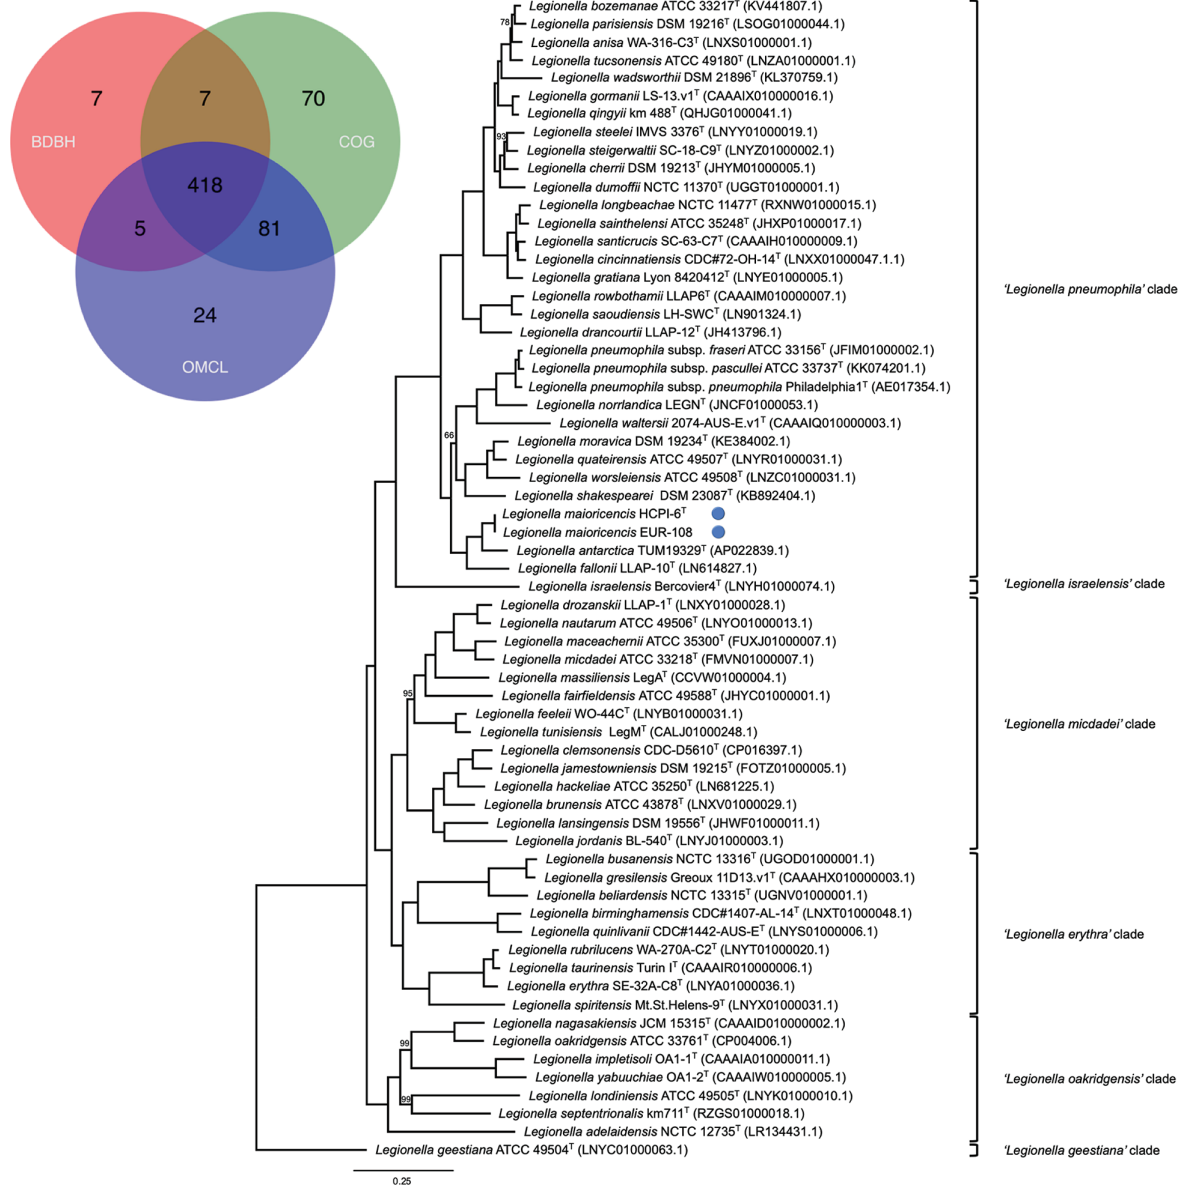 7
7
70
BDBH
COG
418
5
81
24
OMCL
Legionella bozemanae ATCC 33217T (KV441807.1)
78
Legionella parisiensis DSM 19216T (LSOG01000044.1)
Legionella anisa WA-316-C3T (LNXS01000001.1)
Legionella tucsonensis ATCC 49180T (LNZA01000001.1)
Legionella wadsworthii DSM 21896T (KL370759.1)
Legionella gormanii LS-13.v1T (CAAAIX010000016.1)
Legionella qingyii km 488T (QHJG01000041.1)
Legionella steelei IMVS 3376T (LNYY01000019.1)
93
Legionella steigerwaltii SC-18-C9T (LNYZ01000002.1)
Legionella cherrii DSM 19213T (JHYM01000005.1)
Legionella dumoffii NCTC 11370T (UGGT01000001.1)
Legionella longbeachae NCTC 11477T (RXNW01000015.1)
Legionella sainthelensi ATCC 35248T (JHXP01000017.1)
Legionella santicrucis SC-63-C7T (CAAAIH010000009.1)
Legionella cincinnatiensis CDC#72-OH-14T (LNXX01000047.1.1)
Legionella gratiana Lyon 8420412T (LNYE01000005.1)
'Legionella pneumophila' clade
Legionella rowbothamii LLAP6T (CAAAIM010000007.1)
Legionella saoudiensis LH-SWCT (LN901324.1)
Legionella drancourtii LLAP-12T (JH413796.1)
Legionella pneumophila subsp. fraseri ATCC 33156T (JFIM01000002.1)
Legionella pneumophila subsp. pascullei ATCC 33737T (KK074201.1)
Legionella pneumophila subsp. pneumophila Philadelphia1T (AE017354.1)
Legionella norrlandica LEGNT (JNCF01000053.1)
Legionella waltersii 2074-AUS-E.v1T (CAAAIQ010000003.1)
66
Legionella moravica DSM 19234T (KE384002.1)
Legionella quateirensis ATCC 49507T (LNYR01000031.1)
Legionella worsleiensis ATCC 49508T (LNZC01000031.1)
Legionella shakespearei DSM 23087T (KB892404.1)
Legionella maioricencis HCPI-6T
Legionella maioricencis EUR-108
Legionella antarctica TUM19329T (AP022839.1)
Legionella fallonii LLAP-10T (LN614827.1)
Legionella israelensis Bercovier4T (LNYH01000074.1)
'Legionella israelensis' clade
Legionella drozanskii LLAP-1T (LNXY01000028.1)
Legionella nautarum ATCC 49506T (LNYO01000013.1)
Legionella maceachernii ATCC 35300T (FUXJ01000007.1)
Legionella micdadei ATCC 33218T (FMVN01000007.1)
Legionella massiliensis LegAT (CCVW01000004.1)
95
Legionella fairfieldensis ATCC 49588T (JHYC01000001.1)
Legionella feeleii WO-44CT (LNYB01000031.1)
'Legionella micdadei' clade
Legionella tunisiensis LegMT (CALJ01000248.1)
Legionella clemsonensis CDC-D5610T (CP016397.1)
Legionella jamestowniensis DSM 19215T (FOTZ01000005.1)
Legionella hackeliae ATCC 35250T (LN681225.1)
Legionella brunensis ATCC 43878T (LNXV01000029.1)
Legionella lansingensis DSM 19556T (JHWF01000011.1)
Legionella jordanis BL-540T (LNYJ01000003.1)
Legionella busanensis NCTC 13316T (UGOD01000001.1)
Legionella gresilensis Greoux 11D13.v1T (CAAAHX010000003.1)
Legionella beliardensis NCTC 13315T (UGNV01000001.1)
Legionella birminghamensis CDC#1407-AL-14T (LNXT01000048.1)
Legionella quinlivanii CDC#1442-AUS-ET (LNYS01000006.1)
'Legionella erythra' clade
Legionella rubrilucens WA-270A-C2T (LNYT01000020.1)
Legionella taurinensis Turin IT (CAAAIR010000006.1)
Legionella erythra SE-32A-C8T (LNYA01000036.1)
Legionella spiritensis Mt.St.Helens-9T (LNYX01000031.1)
Legionella nagasakiensis JCM 15315T (CAAAID010000002.1)
99
Legionella oakridgensis ATCC 33761T (CP004006.1)
Legionella impletisoli OA1-1T (CAAAIA010000011.1)
Legionella yabuuchiae OA1-2T (CAAAIW010000005.1)
'Legionella oakridgensis' clade
Legionella londiniensis ATCC 49505T (LNYK01000010.1)
99
Legionella septentrionalis km711T (RZGS01000018.1)
Legionella adelaidensis NCTC 12735T (LR134431.1)
Legionella geestiana ATCC 49504T (LNYC01000063.1)
'Legionella geestiana' clade
0.25